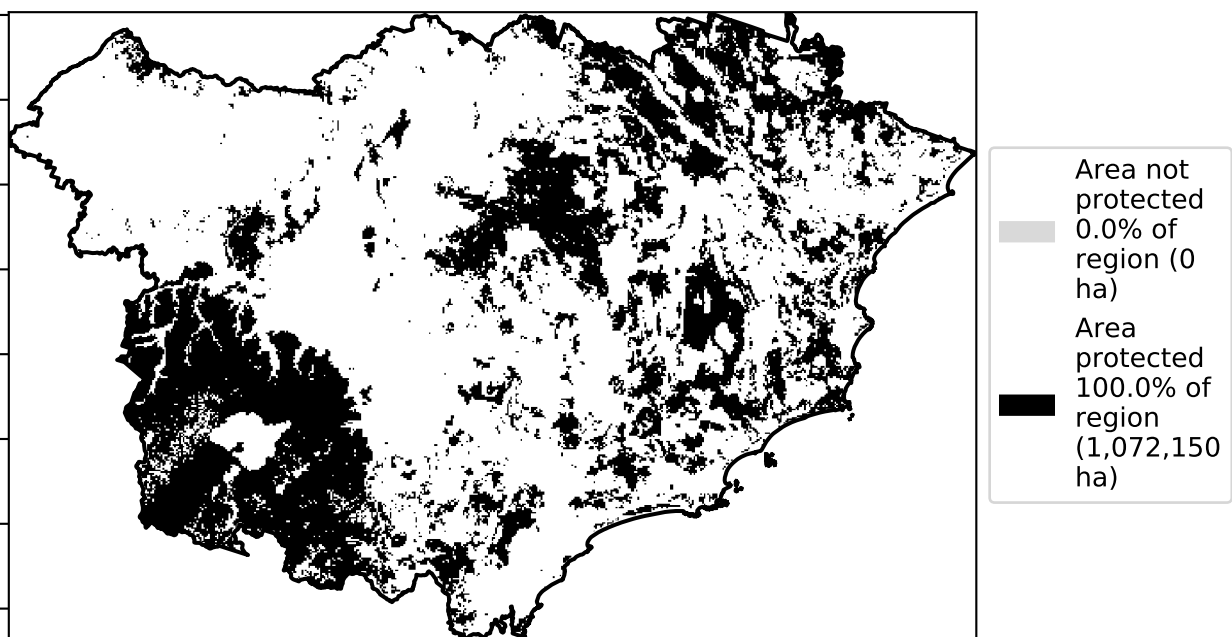 Area not
protected
0.0% of
region (0
ha)
Area
protected
100.0% of
region
(1,072,150
ha)